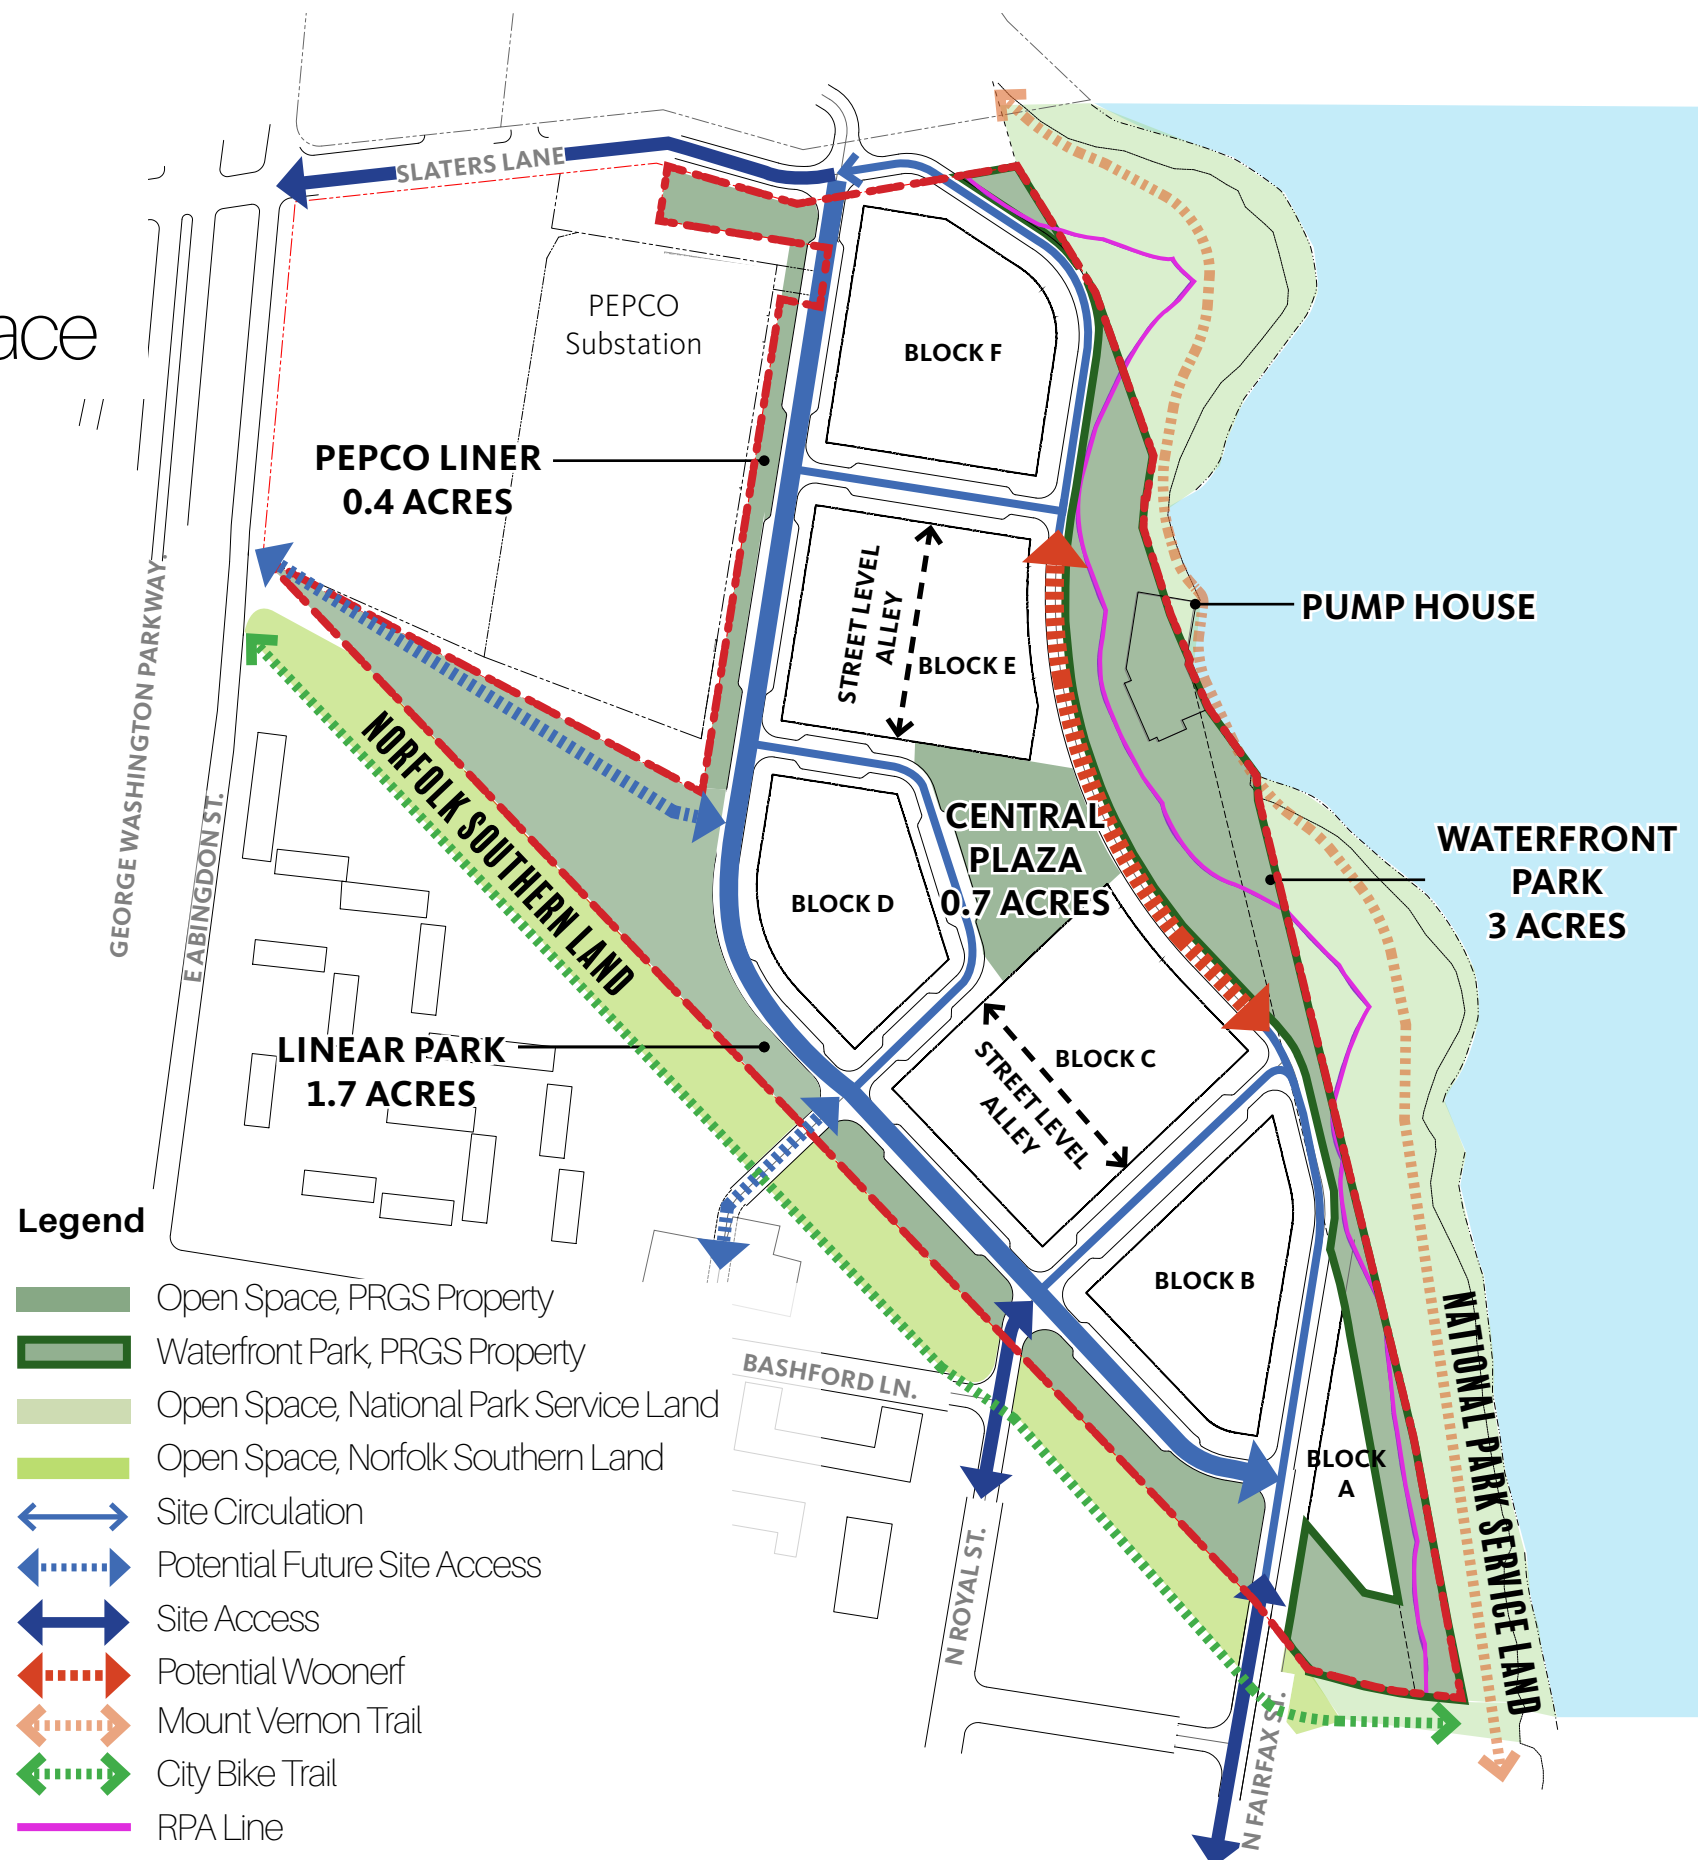 ace
SLATERS LANE
PEPCO
Substation
BLOCK F
PEPCO LINER
0.4 ACRES
STREET LEVEL
ALLEY
BLOCK E
PUMP HOUSE
GEORGE WASHINGTON PARKWAY.
E ABINGDON ST.
NORFOLK SOUTHERN LAND
CENTRAL
PLAZA
0.7 ACRES
WATERFRONT
PARK
3 ACRES
BLOCK D
LINEAR PARK
1.7 ACRES
BLOCK C
STREET LEVEL
ALLEY
BLOCK B
BASHFORD LN.
BLOCK
A
NATIONAL PARK SERVICE LAND
N ROYAL ST.
N FAIRFAX ST.
Legend
Open Space, PRGS Property
Waterfront Park, PRGS Property
Open Space, National Park Service Land
Open Space, Norfolk Southern Land
Site Circulation
Potential Future Site Access
Site Access
Potential Woonerf
Mount Vernon Trail
City Bike Trail
RPA Line